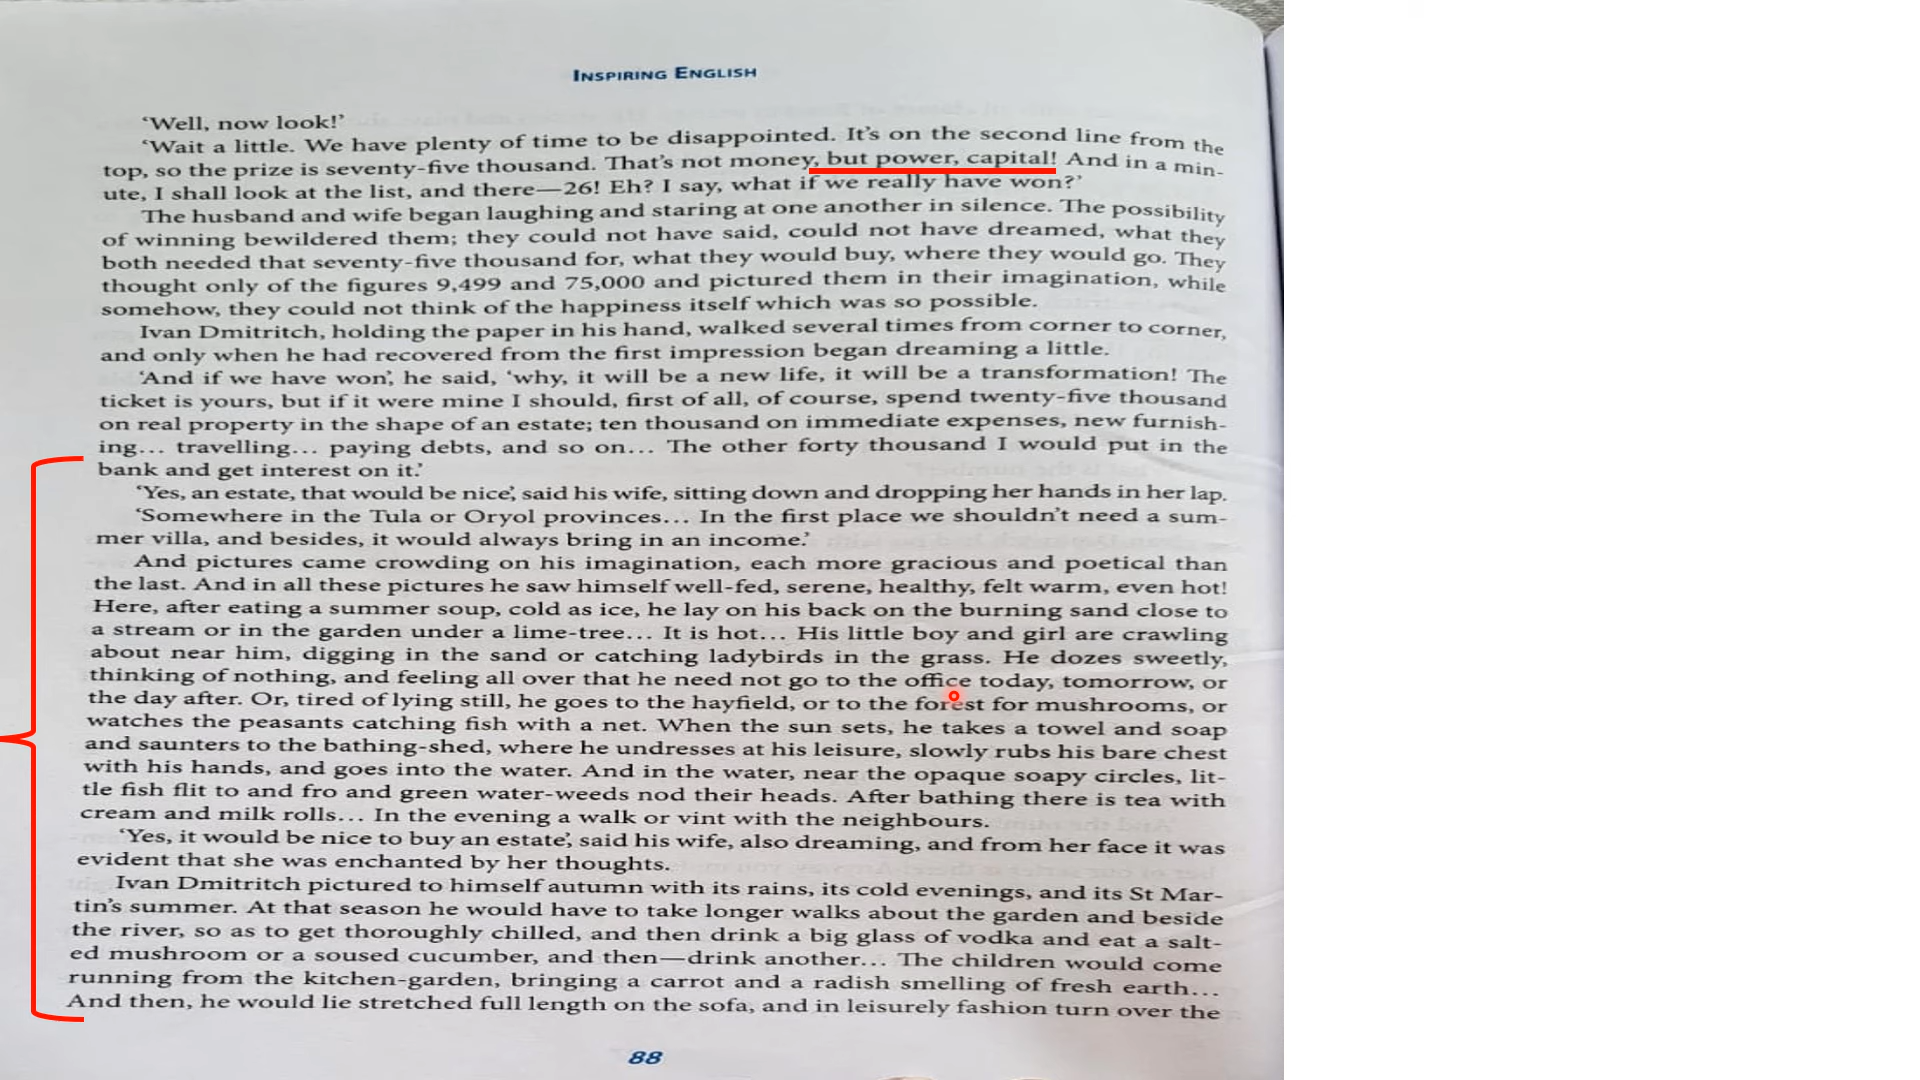 INSPIRING ENGLISH
‘Well, now look!’
‘Wait a little. We have plenty of time to be disappointed. It’s on the second line from the
top, so the prize is seventy-five thousand. That’s not money, but power, capital! And in a min-
ute, I shall look at the list, and there—26! Eh? I say, what if we really have won?’
The husband and wife began laughing and staring at one another in silence. The possibility
of winning bewildered them; they could not have said, could not have dreamed, what they
both needed that seventy-five thousand for, what they would buy, where they would go. They
thought only of the figures 9,499 and 75,000 and pictured them in their imagination, while
somehow, they could not think of the happiness itself which was so possible.
Ivan Dmitritch, holding the paper in his hand, walked several times from corner to corner,
and only when he had recovered from the first impression began dreaming a little.
‘And if we have won’, he said, ‘why, it will be a new life, it will be a transformation! The
ticket is yours, but if it were mine I should, first of all, of course, spend twenty-five thousand
on real property in the shape of an estate; ten thousand on immediate expenses, new furnish-
ing… travelling… paying debts, and so on… The other forty thousand I would put in the
bank and get interest on it.’
‘Yes, an estate, that would be nice’, said his wife, sitting down and dropping her hands in her lap.
‘Somewhere in the Tula or Oryol provinces… In the first place we shouldn’t need a sum-
mer villa, and besides, it would always bring in an income.’
And pictures came crowding on his imagination, each more gracious and poetical than
the last. And in all these pictures he saw himself well-fed, serene, healthy, felt warm, even hot!
Here, after eating a summer soup, cold as ice, he lay on his back on the burning sand close to
a stream or in the garden under a lime-tree… It is hot… His little boy and girl are crawling
about near him, digging in the sand or catching ladybirds in the grass. He dozes sweetly,
thinking of nothing, and feeling all over that he need not go to the office today, tomorrow, or
the day after. Or, tired of lying still, he goes to the hayfield, or to the forest for mushrooms, or
watches the peasants catching fish with a net. When the sun sets, he takes a towel and soap
and saunters to the bathing-shed, where he undresses at his leisure, slowly rubs his bare chest
with his hands, and goes into the water. And in the water, near the opaque soapy circles, lit-
tle fish flit to and fro and green water-weeds nod their heads. After bathing there is tea with
cream and milk rolls… In the evening a walk or vint with the neighbours.
‘Yes, it would be nice to buy an estate’, said his wife, also dreaming, and from her face it was
evident that she was enchanted by her thoughts.
Ivan Dmitritch pictured to himself autumn with its rains, its cold evenings, and its St Mar-
tin’s summer. At that season he would have to take longer walks about the garden and beside
the river, so as to get thoroughly chilled, and then drink a big glass of vodka and eat a salt-
ed mushroom or a soused cucumber, and then—drink another… The children would come
running from the kitchen-garden, bringing a carrot and a radish smelling of fresh earth…
And then, he would lie stretched full length on the sofa, and in leisurely fashion turn over the
88